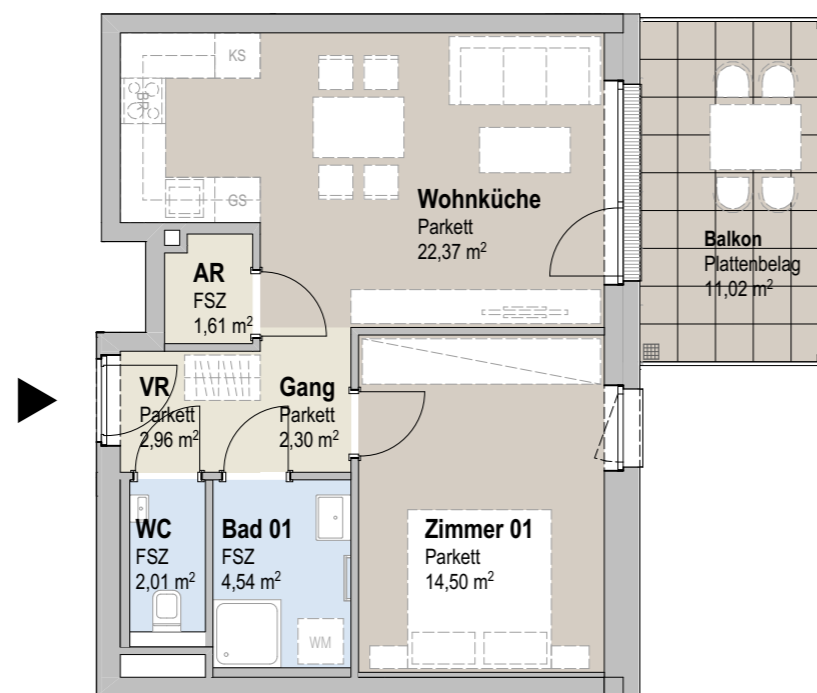 KS
BR
GS
Wohnküche
Parkett
22,37 m²
Balkon
Plattenbelag
11,02 m²
AR
FSZ
1,61 m²
VR
Parkett
2,96 m²
Gang
Parkett
2,30 m²
WC
FSZ
2,01 m²
Bad 01
FSZ
4,54 m²
WM
Zimmer 01
Parkett
14,50 m²